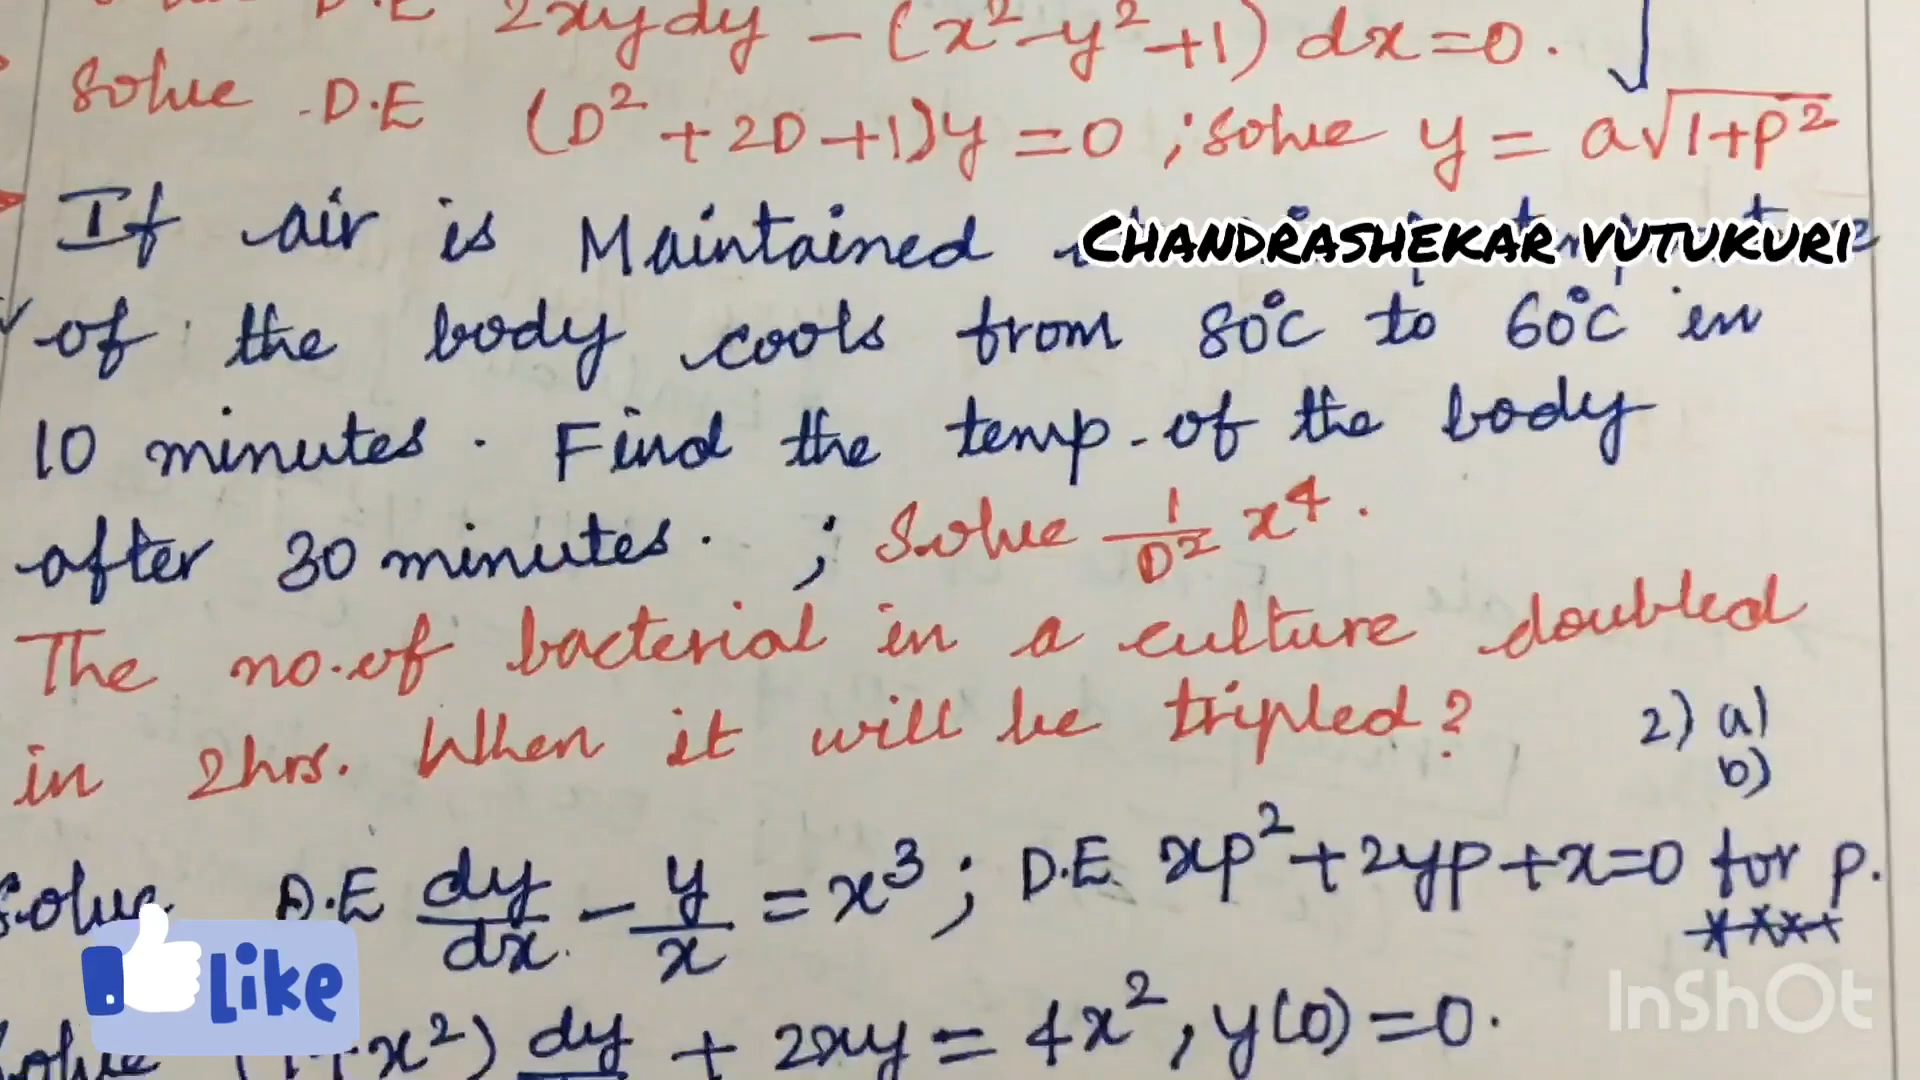 D.E 2xydy - (x²-y²+1) dx=0.
Solve D.E (D²+2D+1)y=0 ; solve y = a√1+p²
If air is Maintained
CHANDRASHEKAR VUTUKURI
of the body cools from 80°C to 60°C in
10 minutes. Find the temp. of the body
after 30 minutes. ; Solve 1/D² x⁴.
The no. of bacterial in a culture doubled
in 2hrs. When it will be tripled?
2) a)
b)
Solve D.E dy/dx - y/x = x³ ; D.E. xp²+2yp+x=0 for p.
Like
InShOt
x²) dy + 2xy = 4x², y(0)=0.